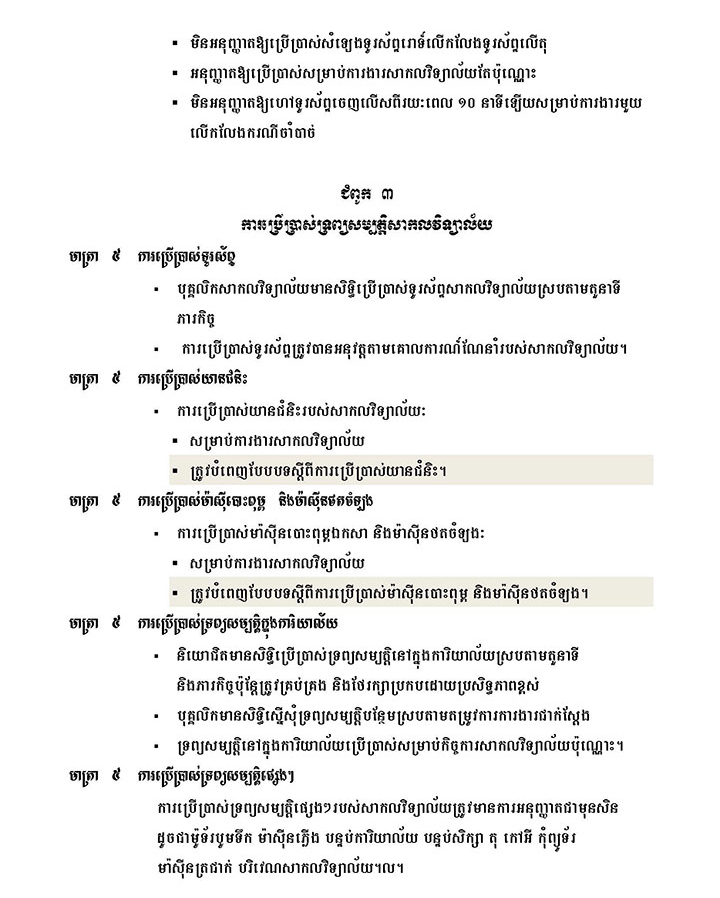 ▪ មិនអនុញ្ញាតឱ្យប្រើប្រាស់សំឡេងទូរស័ព្ទរោទ៍លើកលែងទូរស័ព្ទលើតុ
▪ អនុញ្ញាតឱ្យប្រើប្រាស់សម្រាប់ការងារសាកលវិទ្យាល័យតែប៉ុណ្ណោះ
▪ មិនអនុញ្ញាតឱ្យហៅទូរស័ព្ទចេញលើសពីរយៈពេល ១០ នាទីឡើយសម្រាប់ការងារមួយ
លើកលែងករណីចាំបាច់
ជំពូក ៣
ការប្រើប្រាស់ទ្រព្យសម្បត្តិសាកលវិទ្យាល័យ
មាត្រា ៩ ការប្រើប្រាស់ទូរស័ព្ទ
▪ បុគ្គលិកសាកលវិទ្យាល័យមានសិទ្ធិប្រើប្រាស់ទូរស័ព្ទសាកលវិទ្យាល័យស្របតាមតួនាទី
ភារកិច្ច
▪ ការប្រើប្រាស់ទូរស័ព្ទត្រូវបានអនុវត្តតាមគោលការណ៍ណែនាំរបស់សាកលវិទ្យាល័យ។
មាត្រា ៩ ការប្រើប្រាស់យានជំនិះ
▪ ការប្រើប្រាស់យានជំនិះរបស់សាកលវិទ្យាល័យៈ
▪ សម្រាប់ការងារសាកលវិទ្យាល័យ
▪ ត្រូវបំពេញបែបបទស្តីពីការប្រើប្រាស់យានជំនិះ។
មាត្រា ៩ ការប្រើប្រាស់ម៉ាស៊ីបោះពុម្ព និងម៉ាស៊ីនថតចំឡង
▪ ការប្រើប្រាស់ម៉ាស៊ីនបោះពុម្ពឯកសា និងម៉ាស៊ីនថតចំឡងៈ
▪ សម្រាប់ការងារសាកលវិទ្យាល័យ
▪ ត្រូវបំពេញបែបបទស្តីពីការប្រើប្រាស់ម៉ាស៊ីនបោះពុម្ព និងម៉ាស៊ីនថតចំឡង។
មាត្រា ៩ ការប្រើប្រាស់ទ្រព្យសម្បត្តិក្នុងការិយាល័យ
▪ និយោជិតមានសិទ្ធិប្រើប្រាស់ទ្រព្យសម្បត្តិនៅក្នុងការិយាល័យស្របតាមតួនាទី
និងភារកិច្ចប៉ុន្តែត្រូវគ្រប់គ្រង និងថែរក្សាប្រកបដោយប្រសិទ្ធភាពខ្ពស់
▪ បុគ្គលិកមានសិទ្ធិស្នើសុំទ្រព្យសម្បត្តិបន្ថែមស្របតាមតម្រូវការការងារជាក់ស្តែង
▪ ទ្រព្យសម្បត្តិនៅក្នុងការិយាល័យប្រើប្រាស់សម្រាប់កិច្ចការសាកលវិទ្យាល័យប៉ុណ្ណោះ។
មាត្រា ៩ ការប្រើប្រាស់ទ្រព្យសម្បត្តិផ្សេងៗ
ការប្រើប្រាស់ទ្រព្យសម្បត្តិផ្សេងៗរបស់សាកលវិទ្យាល័យត្រូវមានការអនុញ្ញាតជាមុនសិន
ដូចជាម៉ូទ័របូមទឹក ម៉ាស៊ីនភ្លើង បន្ទប់ការិយាល័យ បន្ទប់សិក្សា តុ កៅអី កុំព្យូទ័រ
ម៉ាស៊ីនត្រជាក់ បរិវេណសាកលវិទ្យាល័យ។ល។